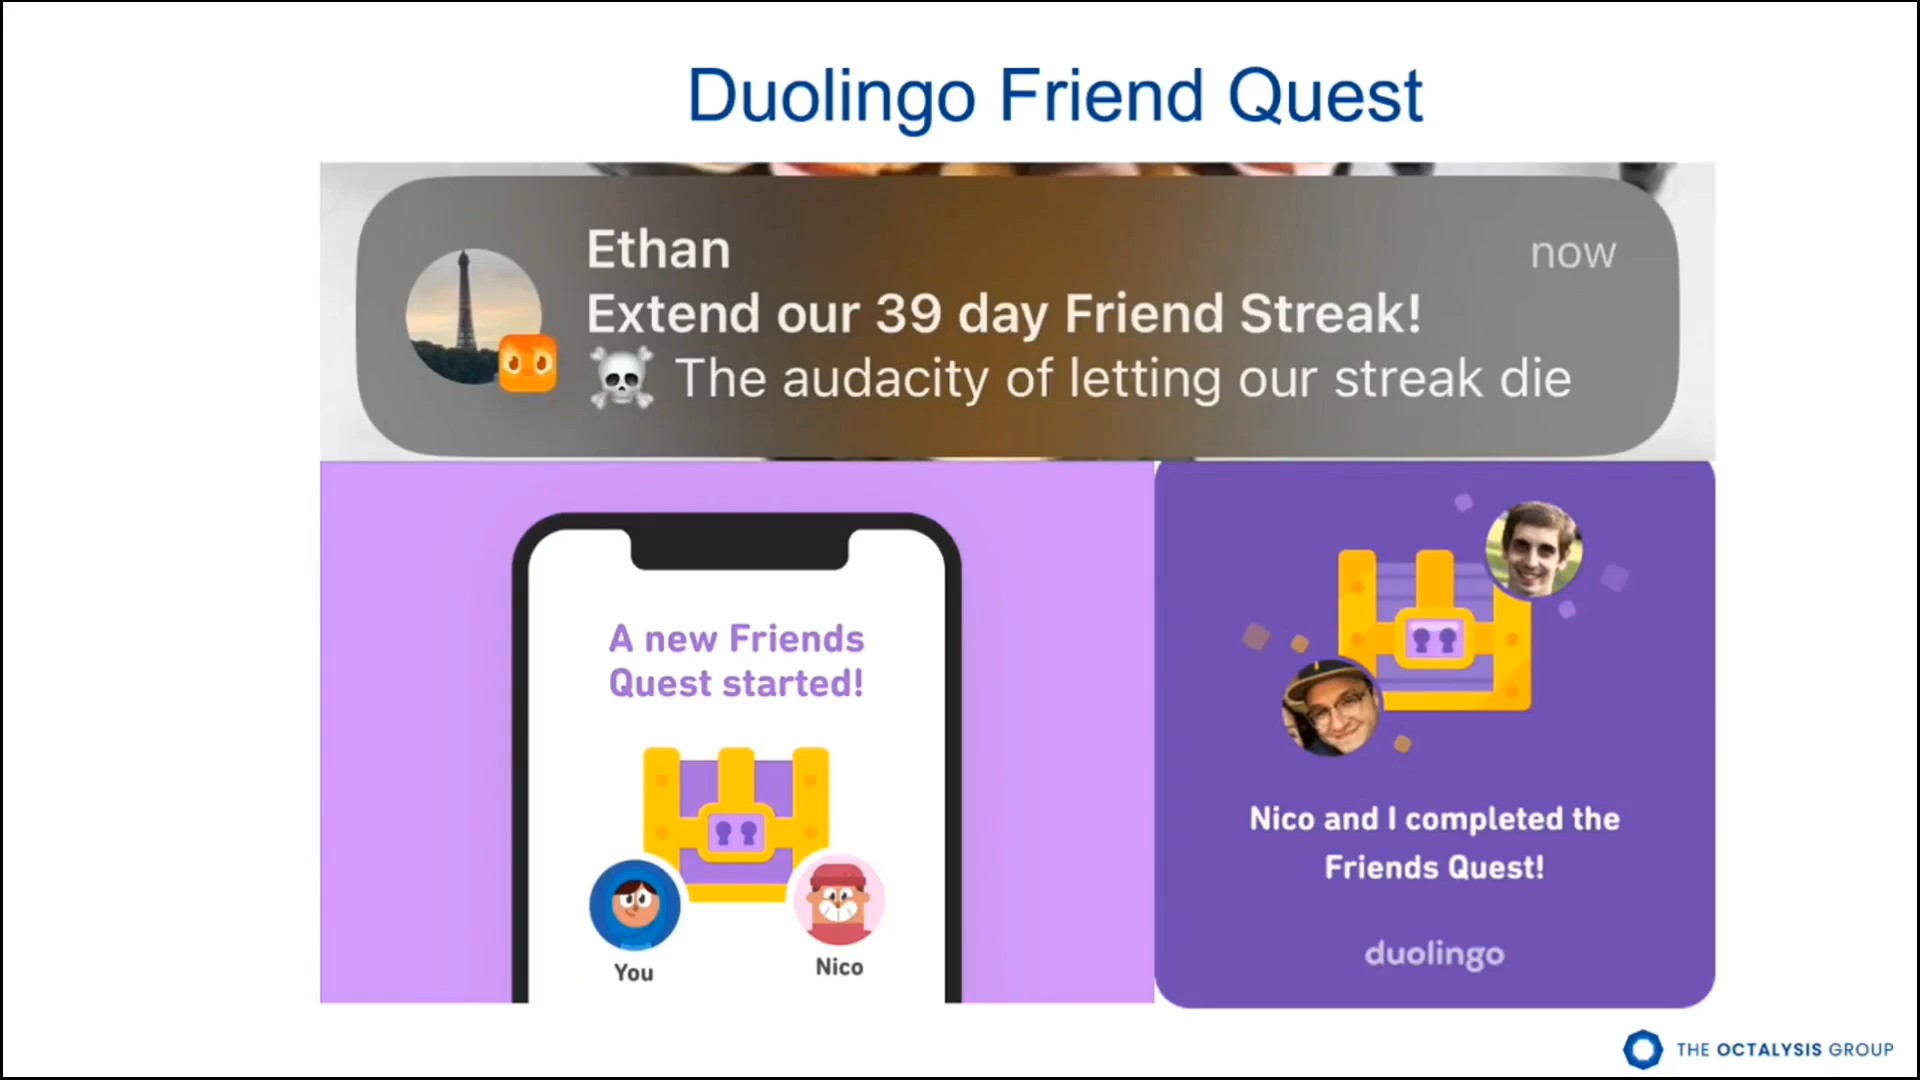 Duolingo Friend Quest
Ethan
now
Extend our 39 day Friend Streak!
☠️ The audacity of letting our streak die
A new Friends
Quest started!
You
Nico
Nico and I completed the
Friends Quest!
duolingo
THE OCTALYSIS GROUP